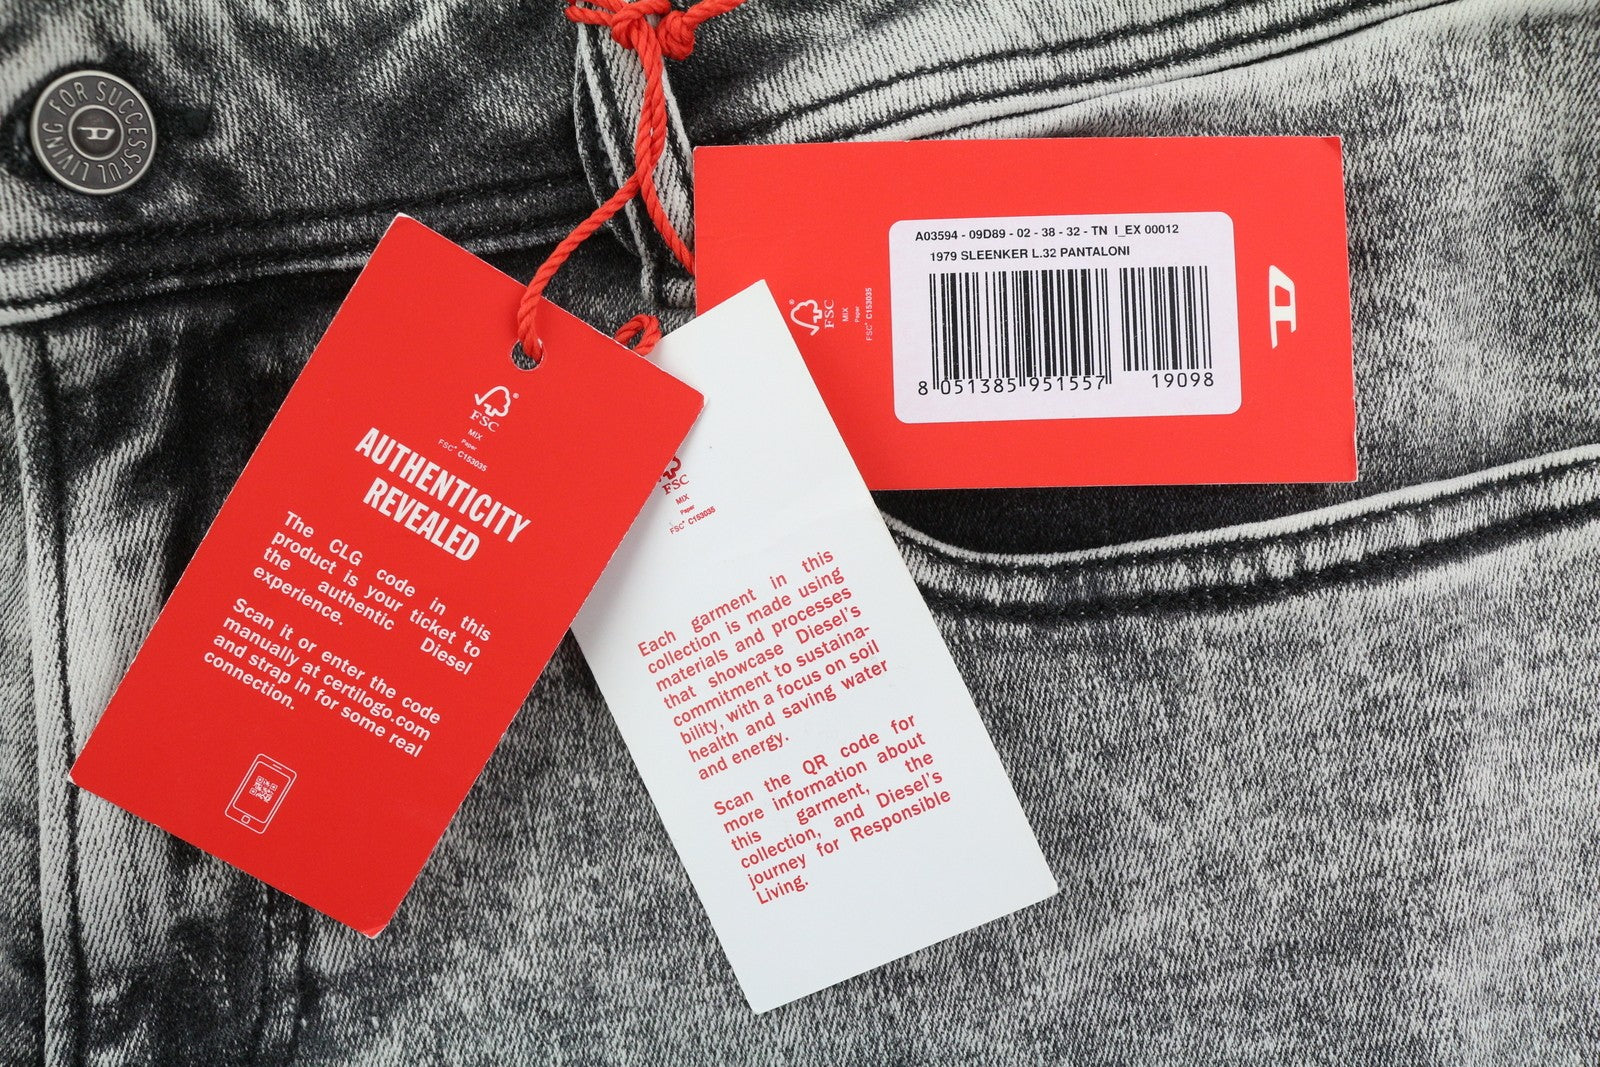 FOR SUCCESSFUL LIVING
D
A03594 - 09D89 - 02 - 38 - 32 - TN I_EX 00012
1979 SLEENKER L.32 PANTALONI
8 051385 951557
19098
FSC
MIX
Paper
FSC® C153035
D
FSC
MIX
Paper
FSC® C153035
AUTHENTICITY
REVEALED
The CLG code in this
product is your ticket to
the authentic Diesel
experience.
Scan it or enter the code
manually at certilogo.com
and strap in for some real
connection.
FSC
MIX
Paper
FSC® C153035
Each garment in this
collection is made using
materials and processes
that showcase Diesel's
commitment to sustaina-
bility, with a focus on soil
health and saving water
and energy.
Scan the QR code for
more information about
this garment, the
collection, and Diesel's
journey for Responsible
Living.